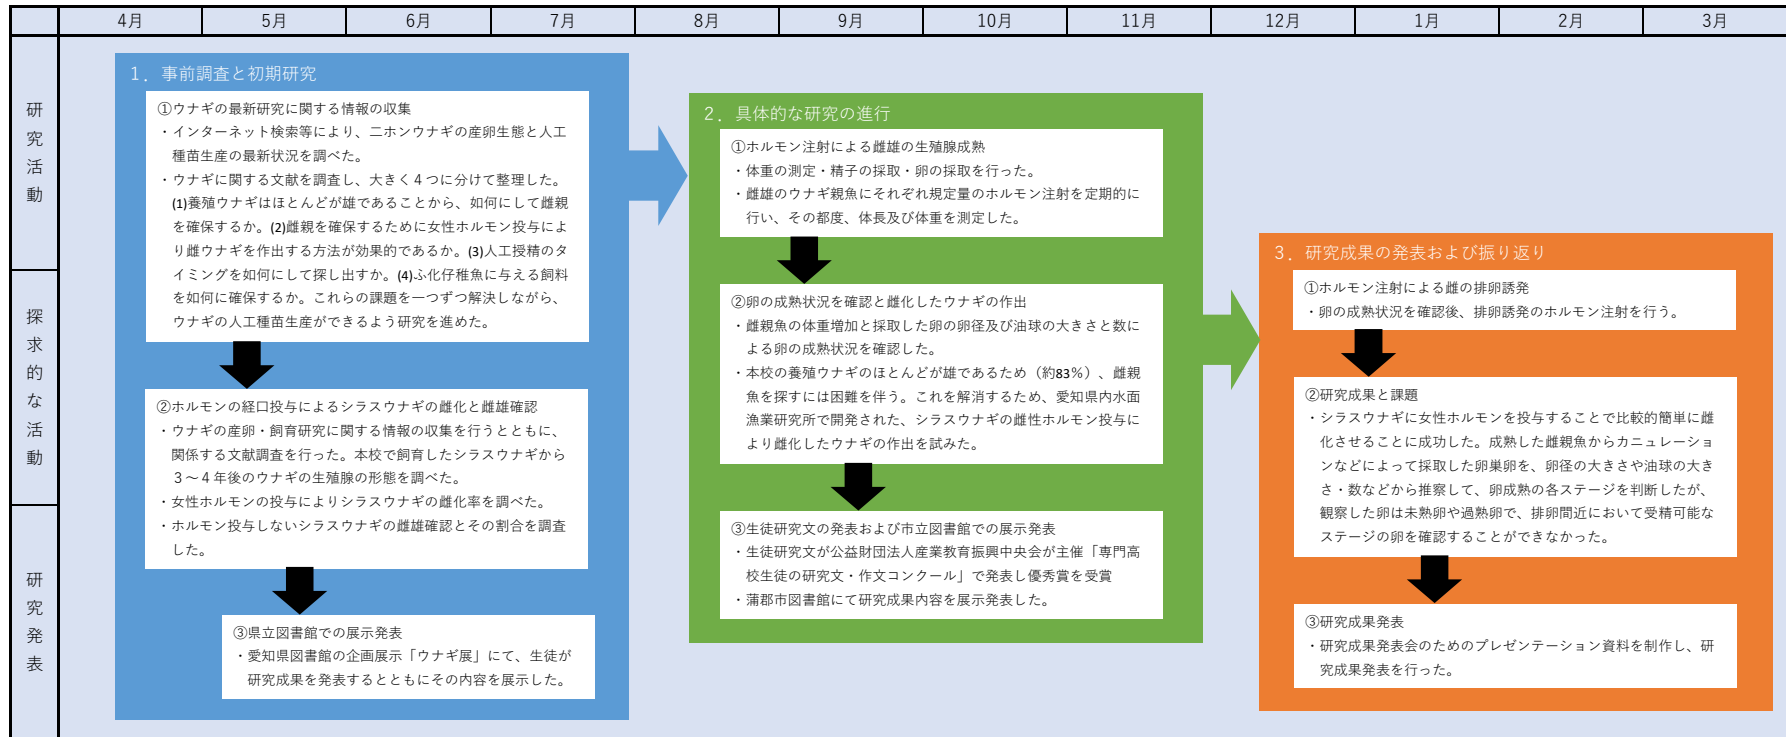 4月 5月 6月 7月 8月 9月 10月 11月 12月 1月 2月 3月
研究活動
探求的な活動
研究発表
1．事前調査と初期研究
①ウナギの最新研究に関する情報の収集
・インターネット検索等により、二ホンウナギの産卵生態と人工
種苗生産の最新状況を調べた。
・ウナギに関する文献を調査し、大きく４つに分けて整理した。
(1)養殖ウナギはほとんどが雄であることから、如何にして雌親
を確保するか。(2)雌親を確保するために女性ホルモン投与によ
り雌ウナギを作出する方法が効果的であるか。(3)人工授精のタ
イミングを如何にして探し出すか。(4)ふ化仔稚魚に与える飼料
を如何に確保するか。これらの課題を一つずつ解決しながら、
ウナギの人工種苗生産ができるよう研究を進めた。
②ホルモンの経口投与によるシラスウナギの雌化と雌雄確認
・ウナギの産卵・飼育研究に関する情報の収集を行うとともに、
関係する文献調査を行った。本校で飼育したシラスウナギから
３～４年後のウナギの生殖腺の形態を調べた。
・女性ホルモンの投与によりシラスウナギの雌化率を調べた。
・ホルモン投与しないシラスウナギの雌雄確認とその割合を調査
した。
③県立図書館での展示発表
・愛知県図書館の企画展示「ウナギ展」にて、生徒が
研究成果を発表するとともにその内容を展示した。
2．具体的な研究の進行
①ホルモン注射による雌雄の生殖腺成熟
・体重の測定・精子の採取・卵の採取を行った。
・雌雄のウナギ親魚にそれぞれ規定量のホルモン注射を定期的に
行い、その都度、体長及び体重を測定した。
②卵の成熟状況を確認と雌化したウナギの作出
・雌親魚の体重増加と採取した卵の卵径及び油球の大きさと数に
よる卵の成熟状況を確認した。
・本校の養殖ウナギのほとんどが雄であるため（約83％）、雌親
魚を探すには困難を伴う。これを解消するため、愛知県内水面
漁業研究所で開発された、シラスウナギの雌性ホルモン投与に
より雌化したウナギの作出を試みた。
③生徒研究文の発表および市立図書館での展示発表
・生徒研究文が公益財団法人産業教育振興中央会が主催「専門高
校生徒の研究文・作文コンクール」で発表し優秀賞を受賞
・蒲郡市図書館にて研究成果内容を展示発表した。
3．研究成果の発表および振り返り
①ホルモン注射による雌の排卵誘発
・卵の成熟状況を確認後、排卵誘発のホルモン注射を行う。
②研究成果と課題
・シラスウナギに女性ホルモンを投与することで比較的簡単に雌
化させることに成功した。成熟した雌親魚からカニュレーショ
ンなどによって採取した卵巣卵を、卵径の大きさや油球の大き
さ・数などから推察して、卵成熟の各ステージを判断したが、
観察した卵は未熟卵や過熟卵で、排卵間近において受精可能な
ステージの卵を確認することができなかった。
③研究成果発表
・研究成果発表会のためのプレゼンテーション資料を制作し、研
究成果発表を行った。